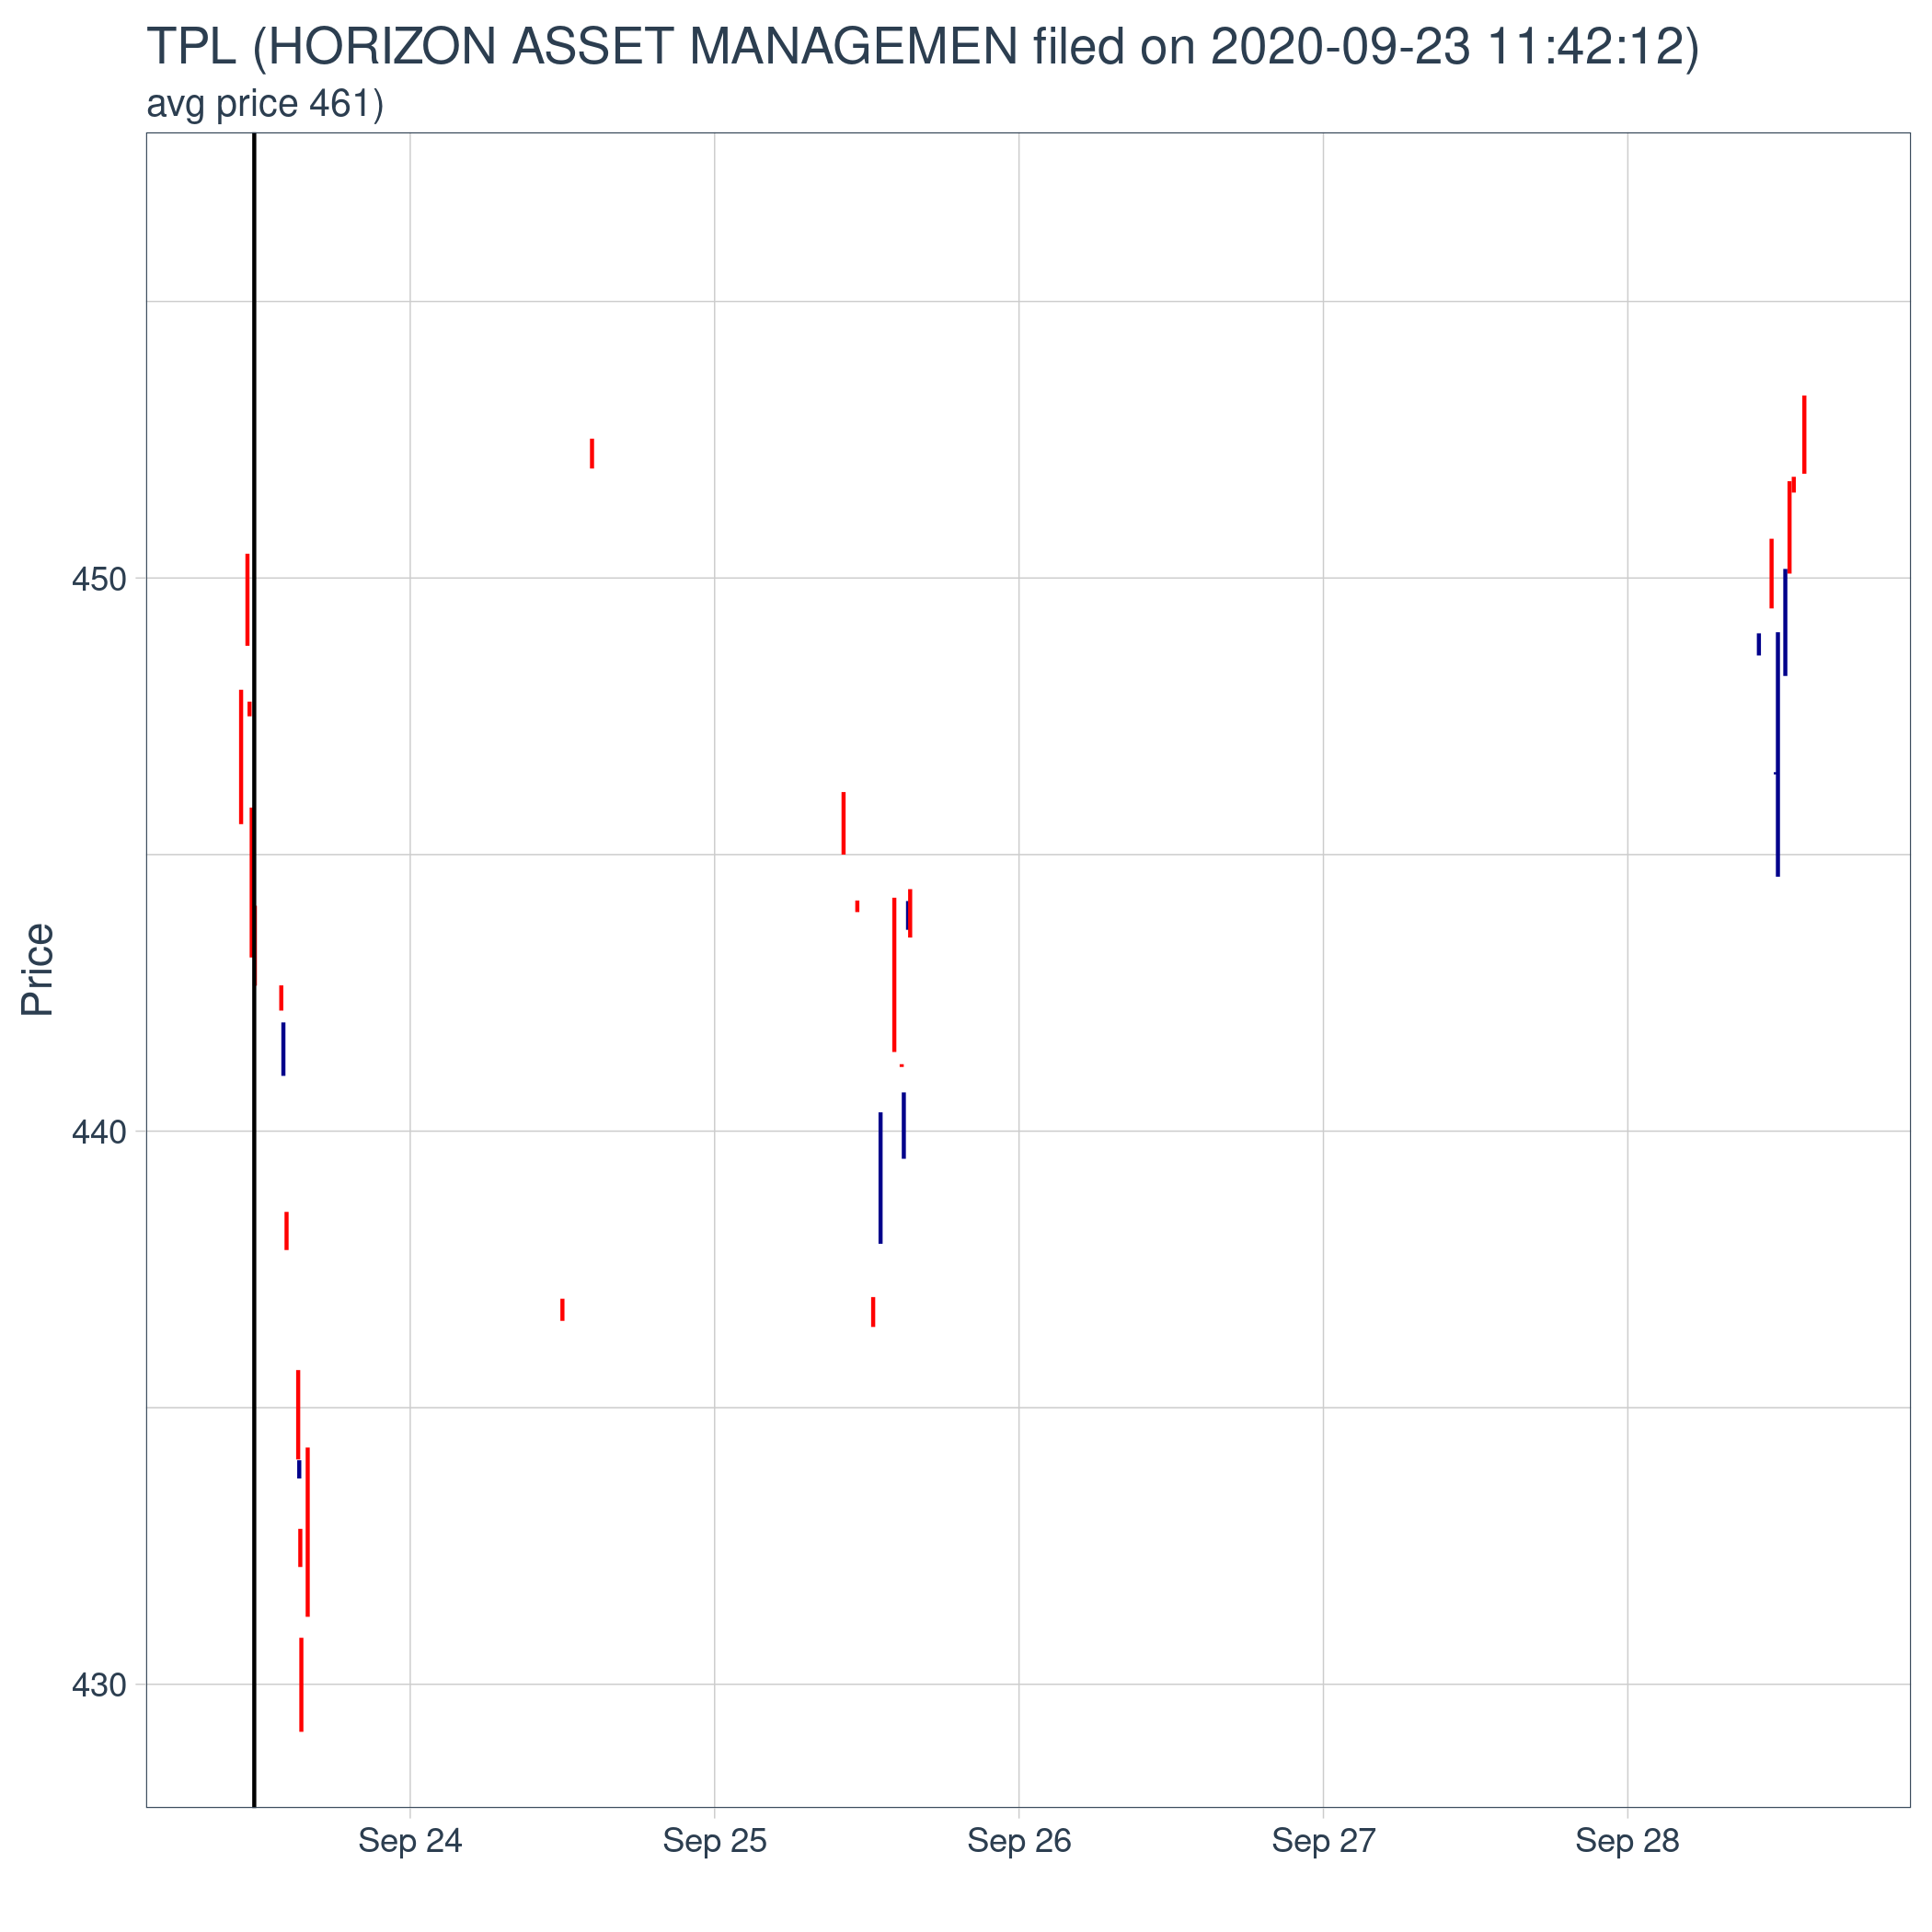 TPL (HORIZON ASSET MANAGEMEN filed on 2020-09-23 11:42:12)
avg price 461)
450
440
430
Price
Sep 24
Sep 25
Sep 26
Sep 27
Sep 28